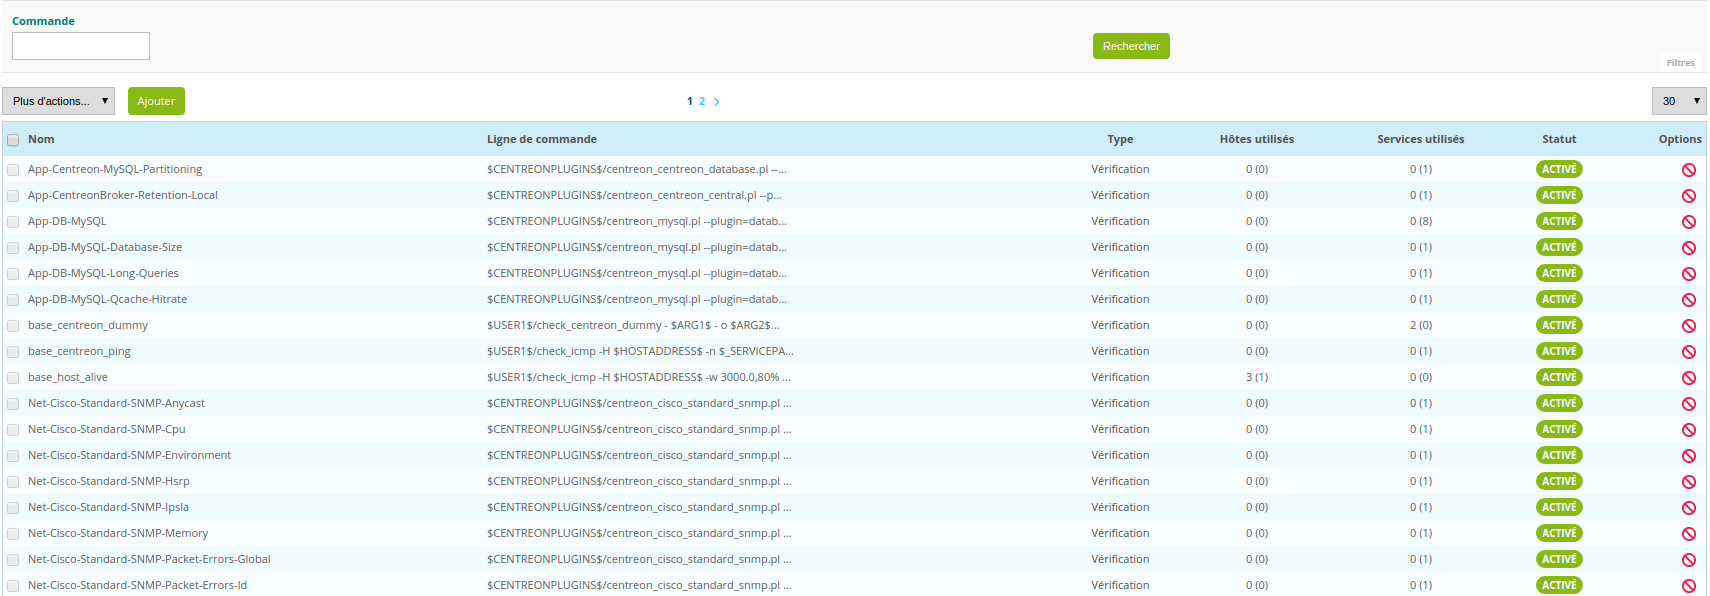 Commande
Rechercher
Filtres
Plus d'actions... Ajouter 1 2 30
Nom Ligne de commande Type Hôtes utilisés Services utilisés Statut Options
App-Centreon-MySQL-Partitioning $CENTREONPLUGINS$/centreon_centreon_database.pl --... Vérification 0 (0) 0 (1) ACTIVÉ
App-CentreonBroker-Retention-Local $CENTREONPLUGINS$/centreon_centreon_central.pl --p... Vérification 0 (0) 0 (1) ACTIVÉ
App-DB-MySQL $CENTREONPLUGINS$/centreon_mysql.pl --plugin=datab... Vérification 0 (0) 0 (8) ACTIVÉ
App-DB-MySQL-Database-Size $CENTREONPLUGINS$/centreon_mysql.pl --plugin=datab... Vérification 0 (0) 0 (1) ACTIVÉ
App-DB-MySQL-Long-Queries $CENTREONPLUGINS$/centreon_mysql.pl --plugin=datab... Vérification 0 (0) 0 (1) ACTIVÉ
App-DB-MySQL-Qcache-Hitrate $CENTREONPLUGINS$/centreon_mysql.pl --plugin=datab... Vérification 0 (0) 0 (1) ACTIVÉ
base_centreon_dummy $USER1$/check_centreon_dummy - $ARG1$ - o $ARG2$... Vérification 0 (0) 2 (0) ACTIVÉ
base_centreon_ping $USER1$/check_icmp -H $HOSTADDRESS$ -n $_SERVICEPA... Vérification 0 (0) 0 (1) ACTIVÉ
base_host_alive $USER1$/check_icmp -H $HOSTADDRESS$ -w 3000.0,80% ... Vérification 3 (1) 0 (0) ACTIVÉ
Net-Cisco-Standard-SNMP-Anycast $CENTREONPLUGINS$/centreon_cisco_standard_snmp.pl ... Vérification 0 (0) 0 (1) ACTIVÉ
Net-Cisco-Standard-SNMP-Cpu $CENTREONPLUGINS$/centreon_cisco_standard_snmp.pl ... Vérification 0 (0) 0 (1) ACTIVÉ
Net-Cisco-Standard-SNMP-Environment $CENTREONPLUGINS$/centreon_cisco_standard_snmp.pl ... Vérification 0 (0) 0 (1) ACTIVÉ
Net-Cisco-Standard-SNMP-Hsrp $CENTREONPLUGINS$/centreon_cisco_standard_snmp.pl ... Vérification 0 (0) 0 (1) ACTIVÉ
Net-Cisco-Standard-SNMP-Ipsla $CENTREONPLUGINS$/centreon_cisco_standard_snmp.pl ... Vérification 0 (0) 0 (1) ACTIVÉ
Net-Cisco-Standard-SNMP-Memory $CENTREONPLUGINS$/centreon_cisco_standard_snmp.pl ... Vérification 0 (0) 0 (1) ACTIVÉ
Net-Cisco-Standard-SNMP-Packet-Errors-Global $CENTREONPLUGINS$/centreon_cisco_standard_snmp.pl ... Vérification 0 (0) 0 (1) ACTIVÉ
Net-Cisco-Standard-SNMP-Packet-Errors-Id $CENTREONPLUGINS$/centreon_cisco_standard_snmp.pl ... Vérification 0 (0) 0 (1) ACTIVÉ